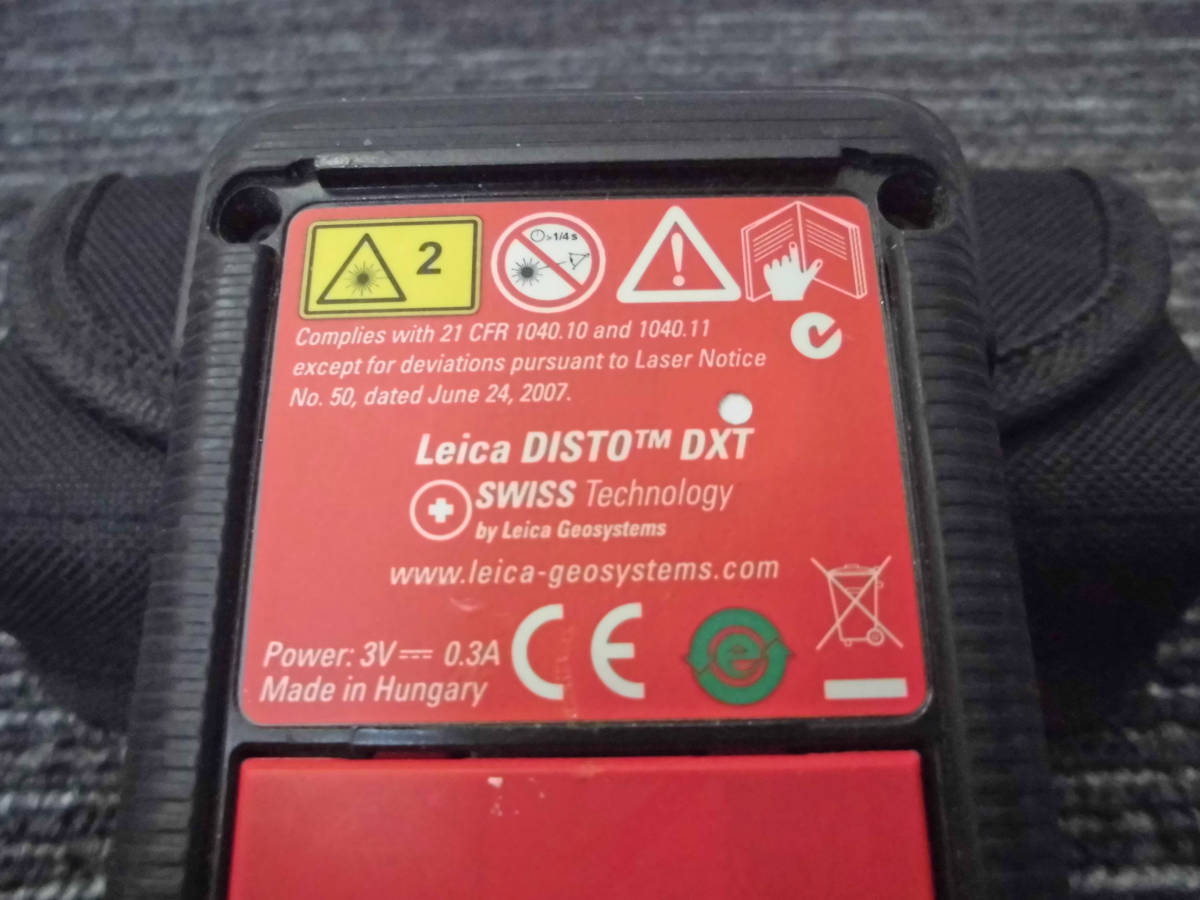 2
>1/4 s
Complies with 21 CFR 1040.10 and 1040.11
except for deviations pursuant to Laser Notice
No. 50, dated June 24, 2007.
Leica DISTO™ DXT
SWISS Technology
by Leica Geosystems
www.leica-geosystems.com
Power: 3V⎓ 0.3A
Made in Hungary
CE
e